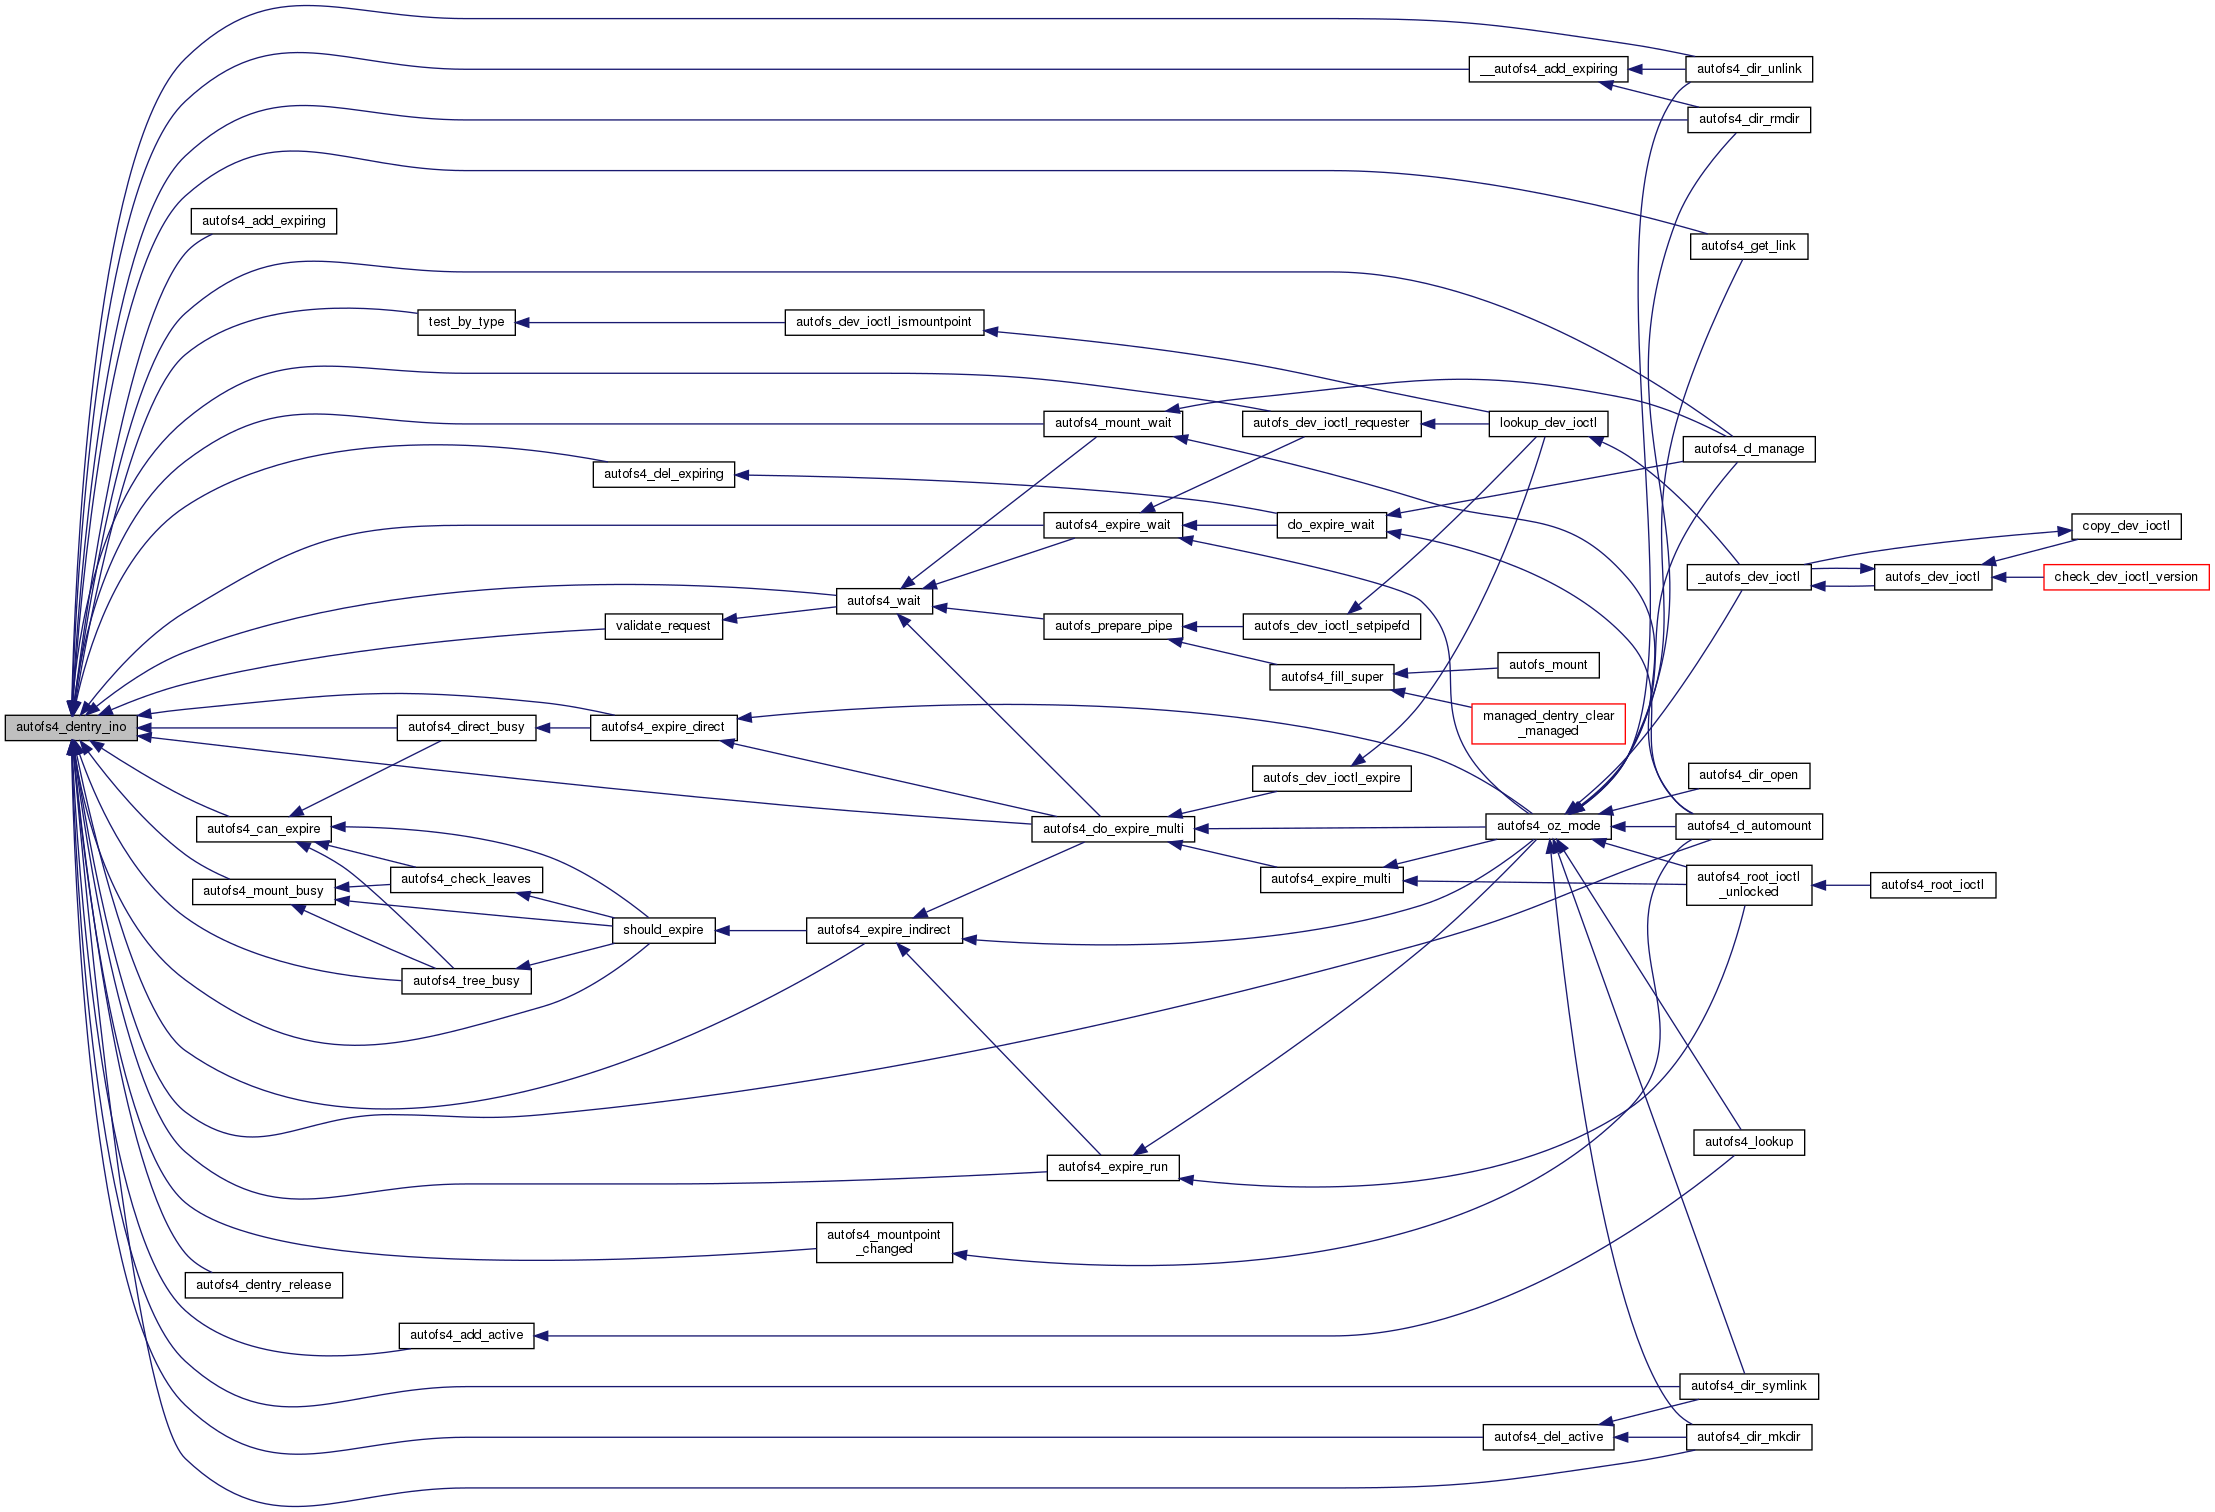 autofs4_dir_unlink
__autofs4_add_expiring
autofs4_dir_rmdir
autofs4_add_expiring
autofs4_get_link
test_by_type
autofs_dev_ioctl_ismountpoint
autofs4_mount_wait
autofs_dev_ioctl_requester
lookup_dev_ioctl
autofs4_d_manage
autofs4_del_expiring
autofs4_expire_wait
do_expire_wait
copy_dev_ioctl
_autofs_dev_ioctl
autofs_dev_ioctl
check_dev_ioctl_version
autofs4_wait
validate_request
autofs_prepare_pipe
autofs_dev_ioctl_setpipefd
autofs4_fill_super
autofs_mount
managed_dentry_clear
_managed
autofs4_dentry_ino
autofs4_direct_busy
autofs4_expire_direct
autofs_dev_ioctl_expire
autofs4_dir_open
autofs4_can_expire
autofs4_do_expire_multi
autofs4_oz_mode
autofs4_d_automount
autofs4_mount_busy
autofs4_check_leaves
autofs4_expire_multi
autofs4_root_ioctl
_unlocked
autofs4_root_ioctl
should_expire
autofs4_expire_indirect
autofs4_tree_busy
autofs4_lookup
autofs4_expire_run
autofs4_mountpoint
_changed
autofs4_dentry_release
autofs4_add_active
autofs4_dir_symlink
autofs4_del_active
autofs4_dir_mkdir